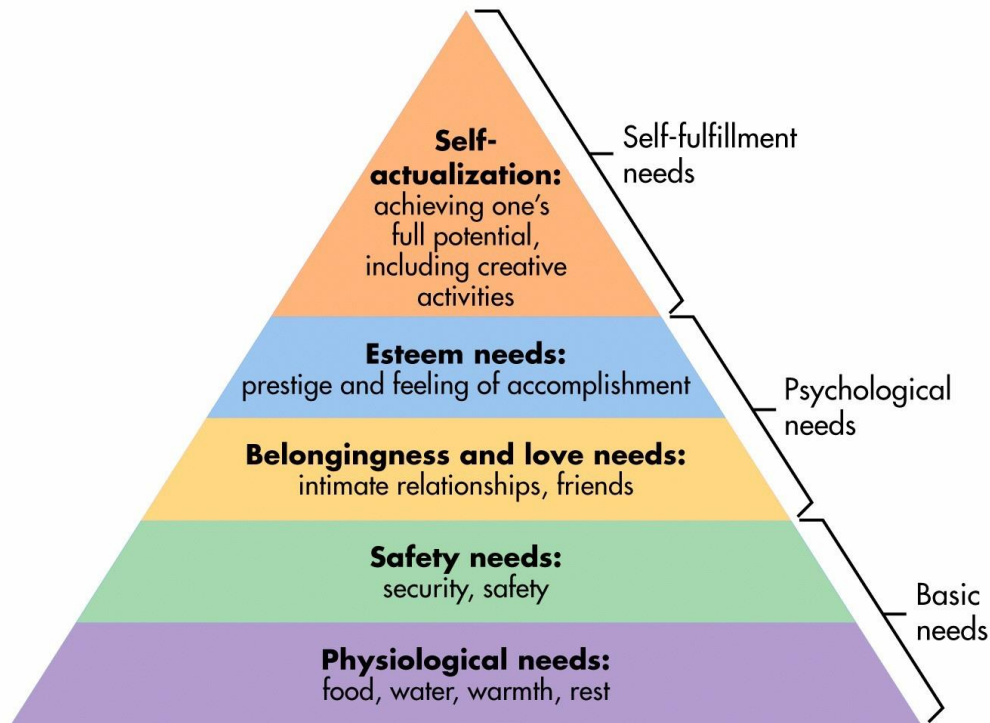 Self-
actualization:
achieving one's
full potential,
including creative
activities
Self-fulfillment
needs
Esteem needs:
prestige and feeling of accomplishment
Psychological
needs
Belongingness and love needs:
intimate relationships, friends
Safety needs:
security, safety
Basic
needs
Physiological needs:
food, water, warmth, rest